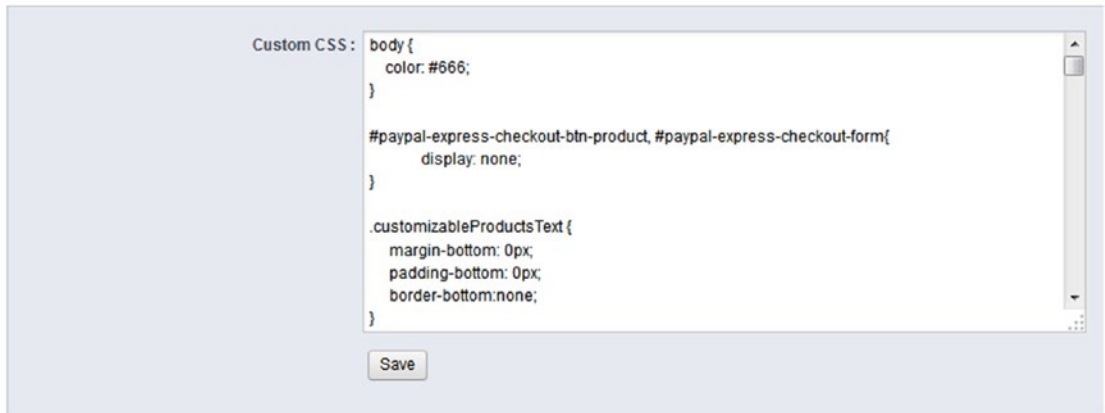 Custom CSS: body {
color: #666;
}
#paypal-express-checkout-btn-product, #paypal-express-checkout-form{
display: none;
}
.customizableProductsText {
margin-bottom: 0px;
padding-bottom: 0px;
border-bottom:none;
}
Save